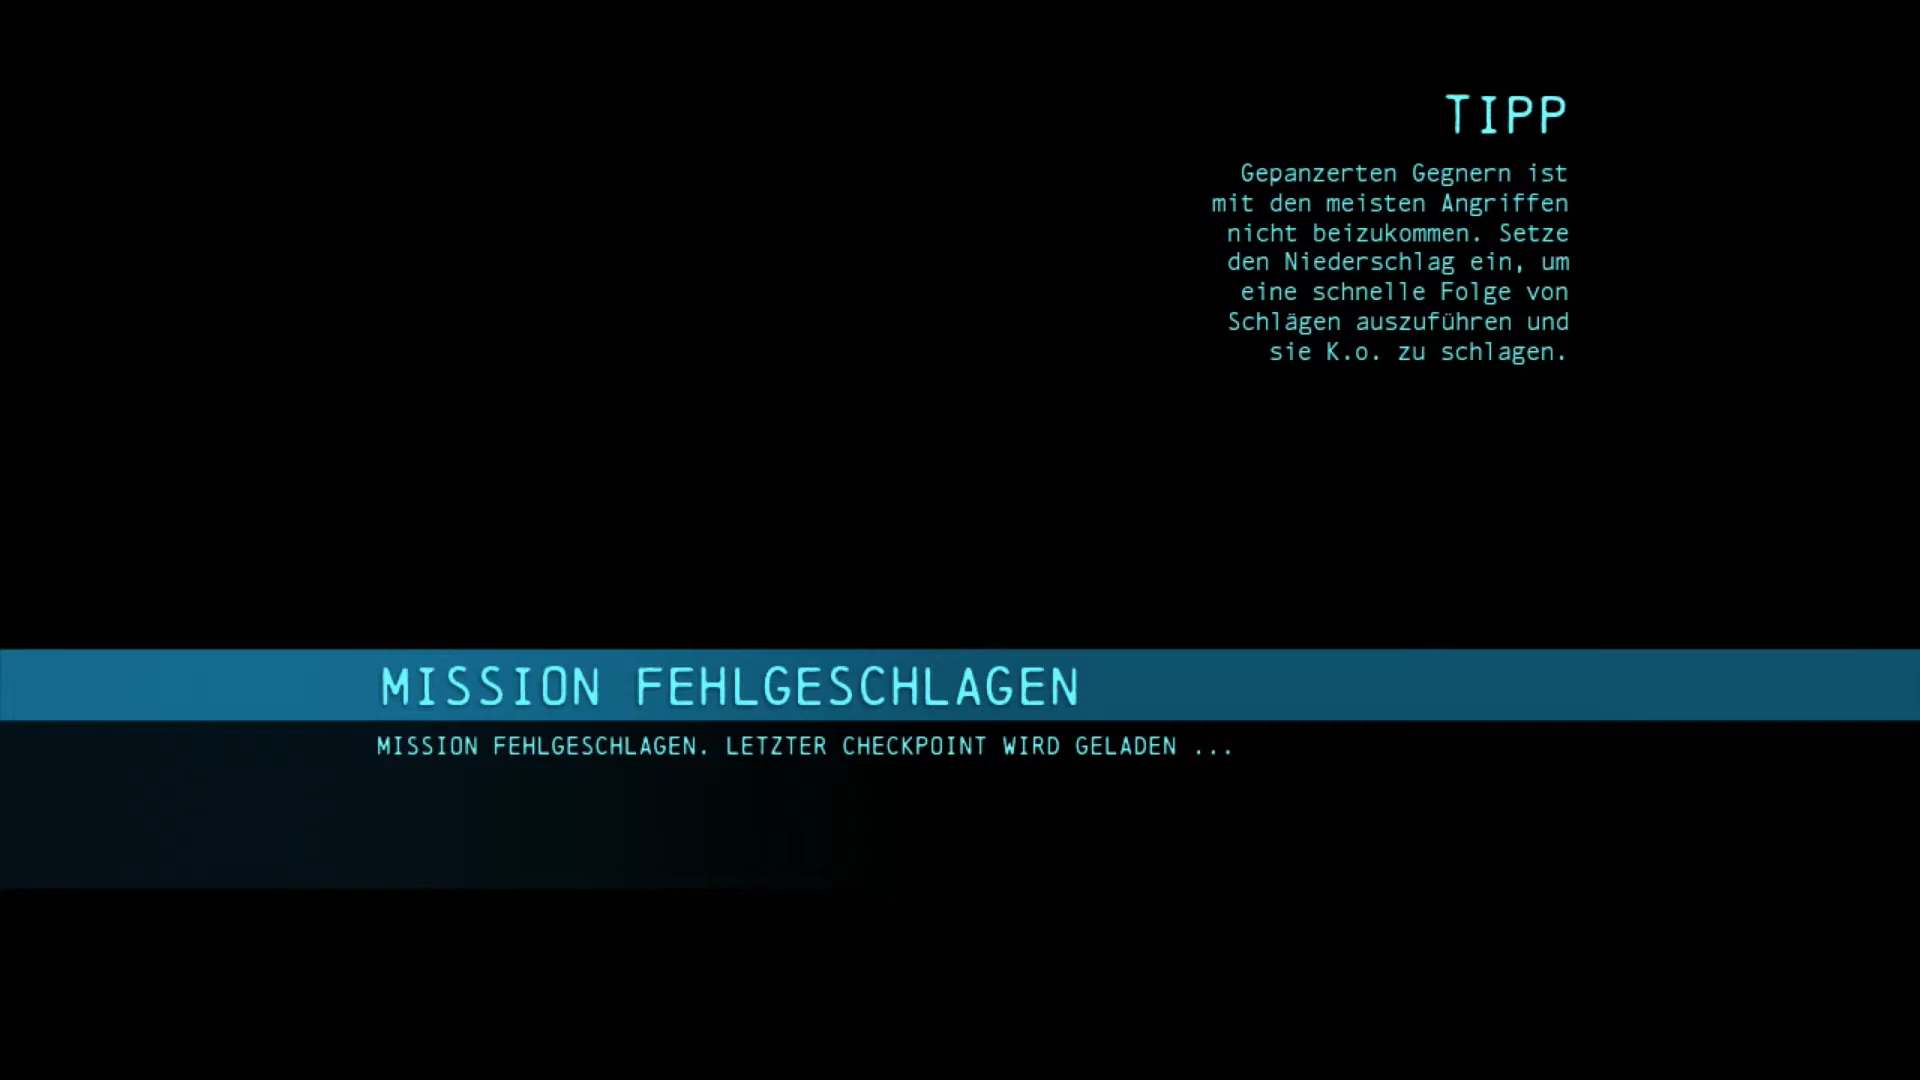 TIPP
Gepanzerten Gegnern ist
mit den meisten Angriffen
nicht beizukommen. Setze
den Niederschlag ein, um
eine schnelle Folge von
Schlägen auszuführen und
sie K.o. zu schlagen.
MISSION FEHLGESCHLAGEN
MISSION FEHLGESCHLAGEN. LETZTER CHECKPOINT WIRD GELADEN ...